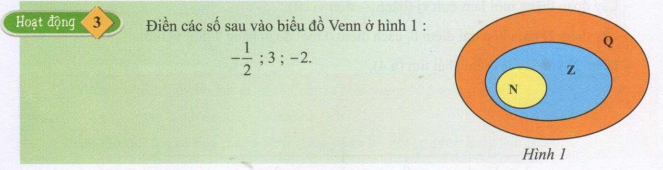 Hoạt động 3
Điền các số sau vào biểu đồ Venn ở hình 1 :
-1/2 ; 3 ; -2.
Q
Z
N
Hình 1